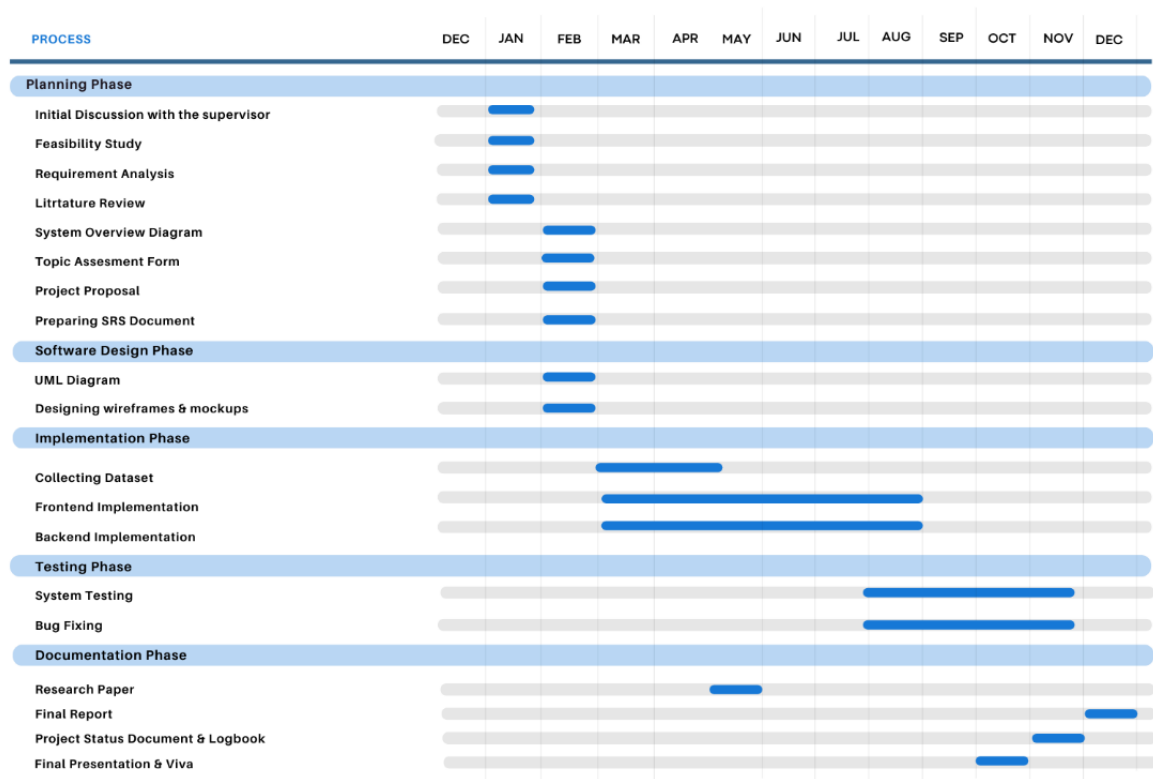 PROCESS DEC JAN FEB MAR APR MAY JUN JUL AUG SEP OCT NOV DEC
Planning Phase
Initial Discussion with the supervisor
Feasibility Study
Requirement Analysis
Litrtature Review
System Overview Diagram
Topic Assesment Form
Project Proposal
Preparing SRS Document
Software Design Phase
UML Diagram
Designing wireframes & mockups
Implementation Phase
Collecting Dataset
Frontend Implementation
Backend Implementation
Testing Phase
System Testing
Bug Fixing
Documentation Phase
Research Paper
Final Report
Project Status Document & Logbook
Final Presentation & Viva